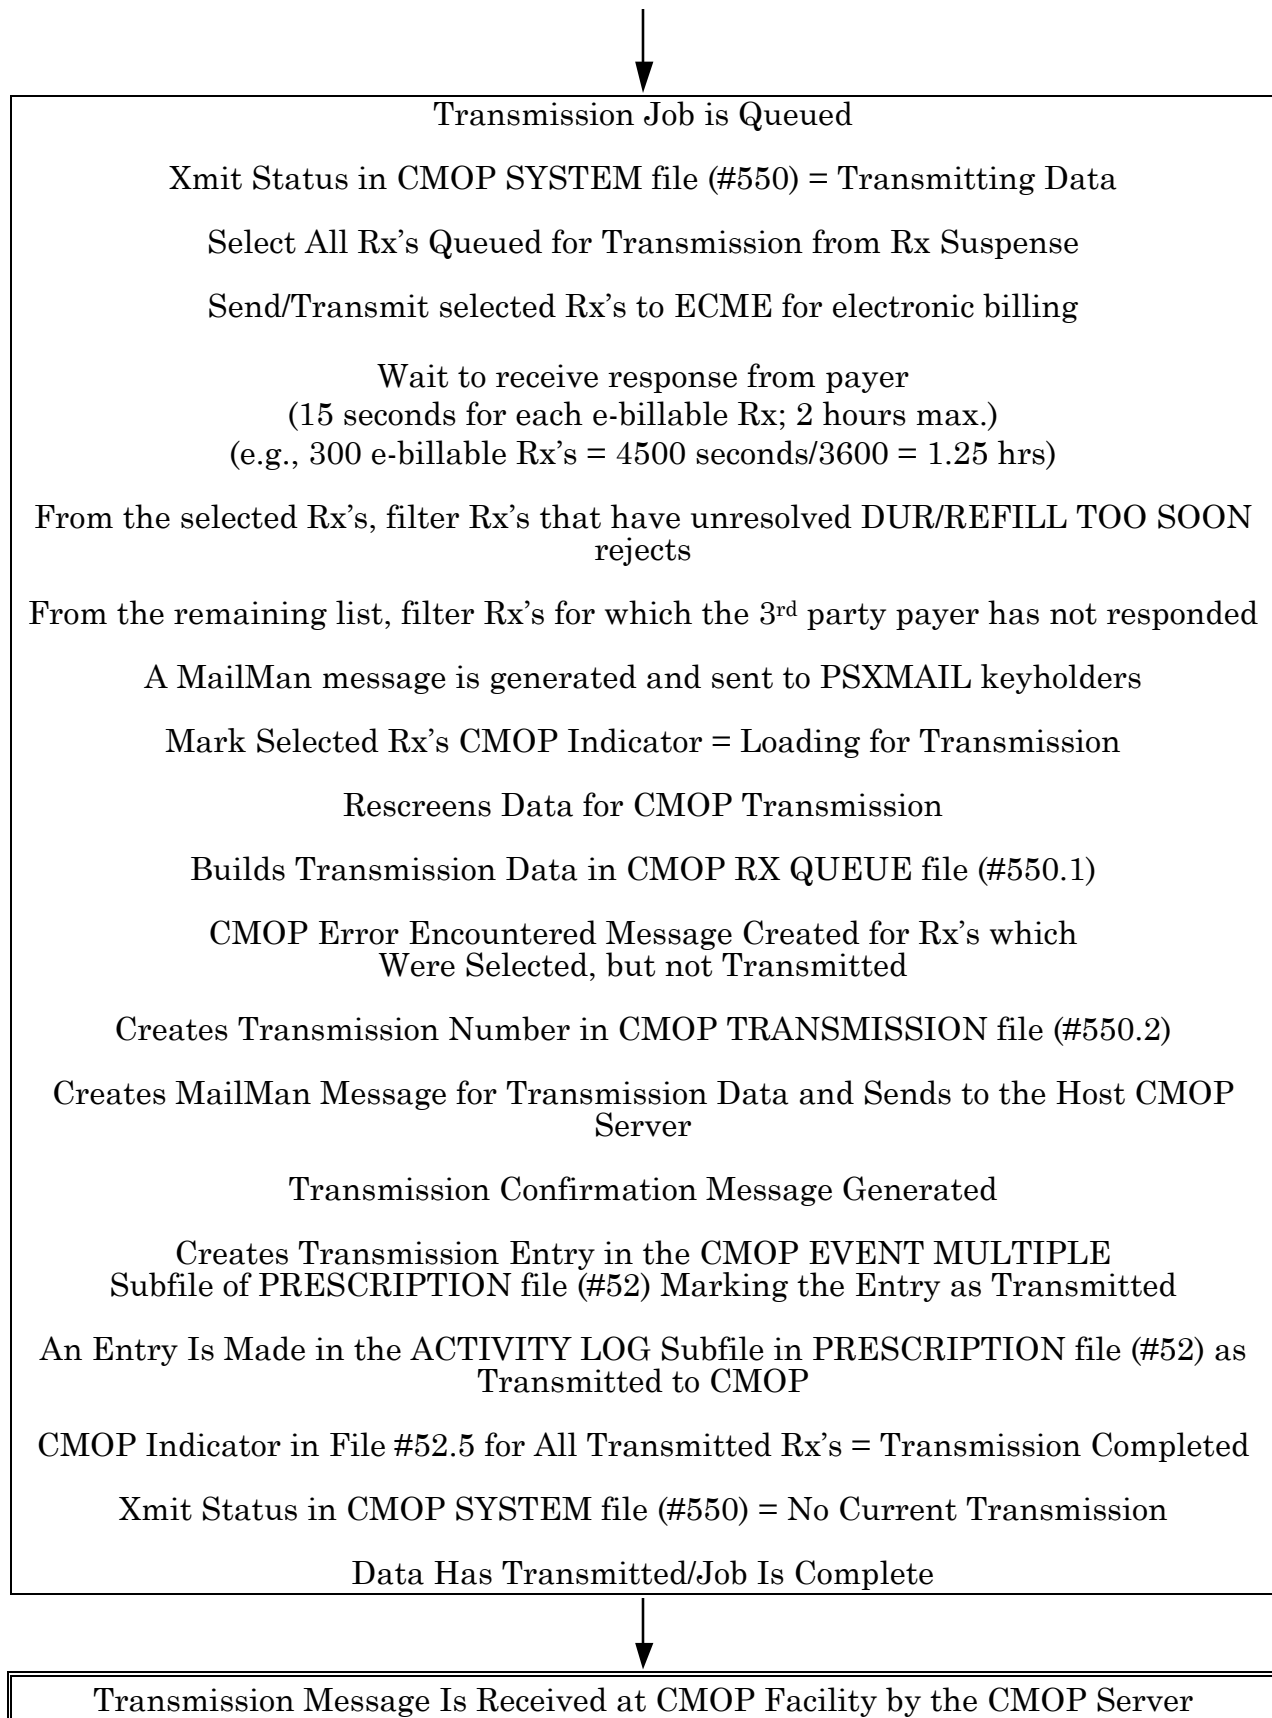 Transmission Job is Queued
Xmit Status in CMOP SYSTEM file (#550) = Transmitting Data
Select All Rx’s Queued for Transmission from Rx Suspense
Send/Transmit selected Rx’s to ECME for electronic billing
Wait to receive response from payer
(15 seconds for each e-billable Rx; 2 hours max.)
(e.g., 300 e-billable Rx’s = 4500 seconds/3600 = 1.25 hrs)
From the selected Rx’s, filter Rx’s that have unresolved DUR/REFILL TOO SOON
rejects
From the remaining list, filter Rx’s for which the 3rd party payer has not responded
A MailMan message is generated and sent to PSXMAIL keyholders
Mark Selected Rx’s CMOP Indicator = Loading for Transmission
Rescreens Data for CMOP Transmission
Builds Transmission Data in CMOP RX QUEUE file (#550.1)
CMOP Error Encountered Message Created for Rx’s which
Were Selected, but not Transmitted
Creates Transmission Number in CMOP TRANSMISSION file (#550.2)
Creates MailMan Message for Transmission Data and Sends to the Host CMOP
Server
Transmission Confirmation Message Generated
Creates Transmission Entry in the CMOP EVENT MULTIPLE
Subfile of PRESCRIPTION file (#52) Marking the Entry as Transmitted
An Entry Is Made in the ACTIVITY LOG Subfile in PRESCRIPTION file (#52) as
Transmitted to CMOP
CMOP Indicator in File #52.5 for All Transmitted Rx’s = Transmission Completed
Xmit Status in CMOP SYSTEM file (#550) = No Current Transmission
Data Has Transmitted/Job Is Complete
Transmission Message Is Received at CMOP Facility by the CMOP Server